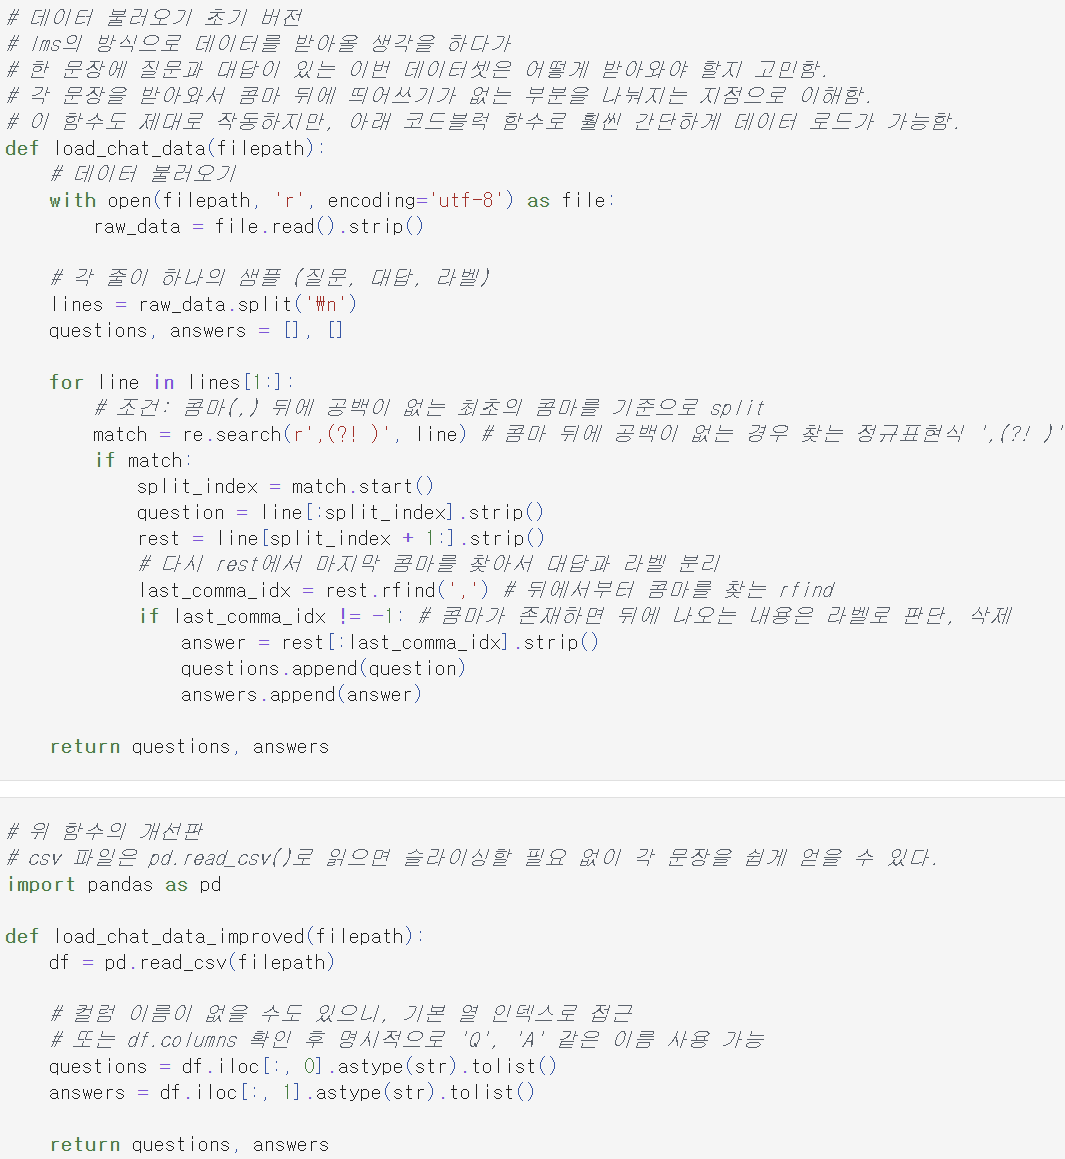 # 데이터 불러오기 초기 버전
# lms의 방식으로 데이터를 받아올 생각을 하다가
# 한 문장에 질문과 대답이 있는 이번 데이터셋은 어떻게 받아와야 할지 고민함.
# 각 문장을 받아와서 콤마 뒤에 띄어쓰기가 없는 부분을 나눠지는 지점으로 이해함.
# 이 함수도 제대로 작동하지만, 아래 코드블럭 함수로 훨씬 간단하게 데이터 로드가 가능함.
def load_chat_data(filepath):
    # 데이터 불러오기
    with open(filepath, 'r', encoding='utf-8') as file:
        raw_data = file.read().strip()
    # 각 줄이 하나의 샘플 (질문, 대답, 라벨)
    lines = raw_data.split('₩n')
    questions, answers = [], []
    for line in lines[1:]:
        # 조건: 콤마(,) 뒤에 공백이 없는 최초의 콤마를 기준으로 split
        match = re.search(r',(?! )', line) # 콤마 뒤에 공백이 없는 경우 찾는 정규표현식 ',(?! )'
        if match:
            split_index = match.start()
            question = line[:split_index].strip()
            rest = line[split_index + 1:].strip()
            # 다시 rest에서 마지막 콤마를 찾아서 대답과 라벨 분리
            last_comma_idx = rest.rfind(',') # 뒤에서부터 콤마를 찾는 rfind
            if last_comma_idx != -1: # 콤마가 존재하면 뒤에 나오는 내용은 라벨로 판단, 삭제
                answer = rest[:last_comma_idx].strip()
                questions.append(question)
                answers.append(answer)
    return questions, answers
# 위 함수의 개선판
# csv 파일은 pd.read_csv()로 읽으면 슬라이싱할 필요 없이 각 문장을 쉽게 얻을 수 있다.
import pandas as pd
def load_chat_data_improved(filepath):
    df = pd.read_csv(filepath)
    # 컬럼 이름이 없을 수도 있으니, 기본 열 인덱스로 접근
    # 또는 df.columns 확인 후 명시적으로 'Q', 'A' 같은 이름 사용 가능
    questions = df.iloc[:, 0].astype(str).tolist()
    answers = df.iloc[:, 1].astype(str).tolist()
    return questions, answers